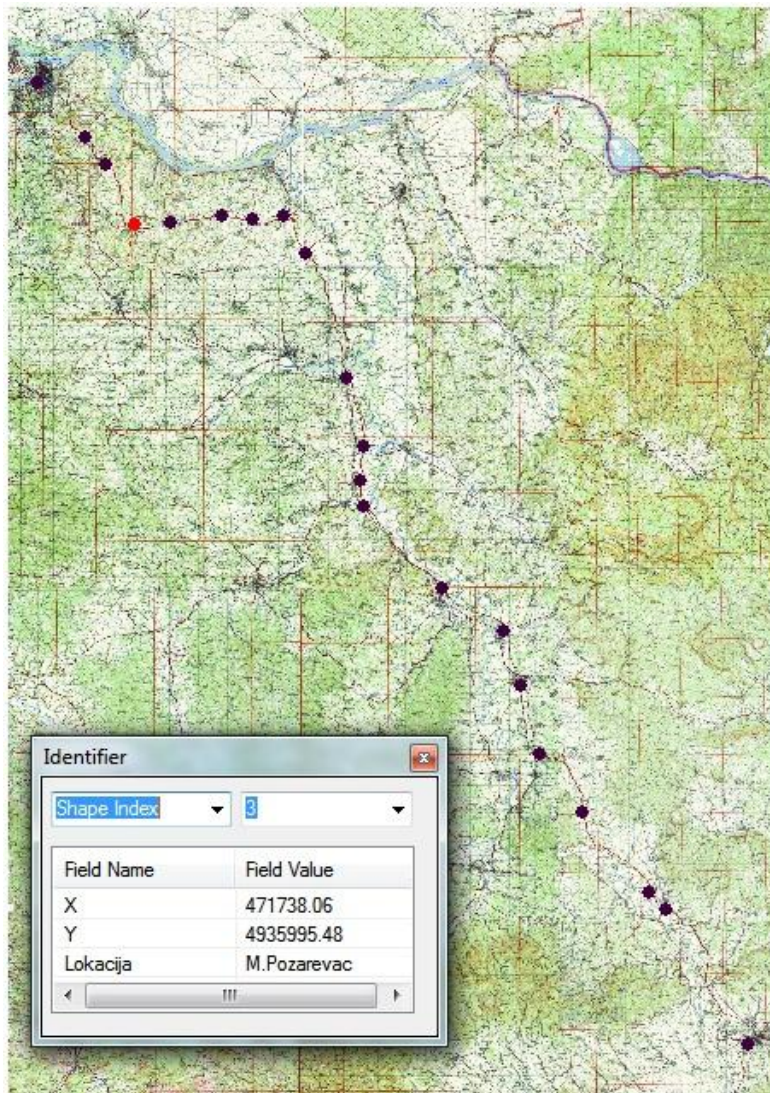 Identifier
Shape Index 3
Field Name Field Value
X 471738.06
Y 4935995.48
Lokacija M.Pozarevac